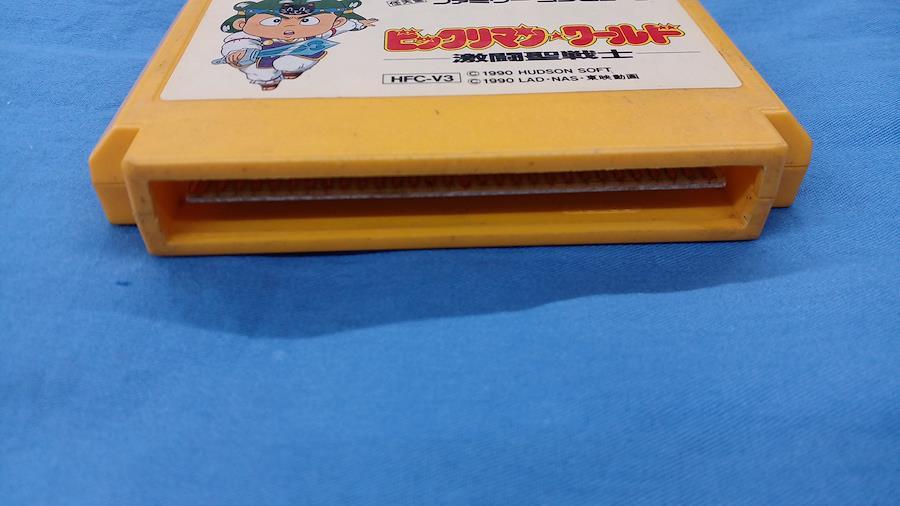 ビックリマン★ワールド
激闘聖戦士
HFC-V3
©1990 HUDSON SOFT
©1990 LAD・NAS・東映動画